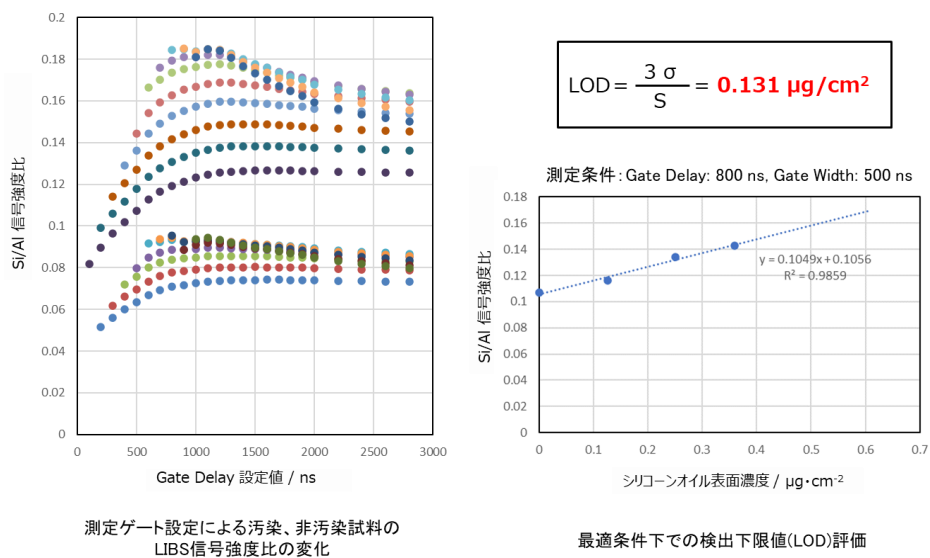 0.2
0.18
0.16
0.14
0.12
0.1
0.08
0.06
0.04
0.02
0
Si/Al 信号強度比
0 500 1000 1500 2000 2500 3000
Gate Delay 設定値 / ns
測定ゲート設定による汚染、非汚染試料の
LIBS信号強度比の変化
LOD = 3 σ / S = 0.131 μg/cm²
測定条件：Gate Delay: 800 ns, Gate Width: 500 ns
0.18
0.16
0.14
0.12
0.1
0.08
0.06
0.04
0.02
0
Si/Al 信号強度比
y = 0.1049x + 0.1056
R² = 0.9859
0 0.1 0.2 0.3 0.4 0.5 0.6 0.7
シリコーンオイル表面濃度 / μg・cm⁻²
最適条件下での検出下限値(LOD)評価